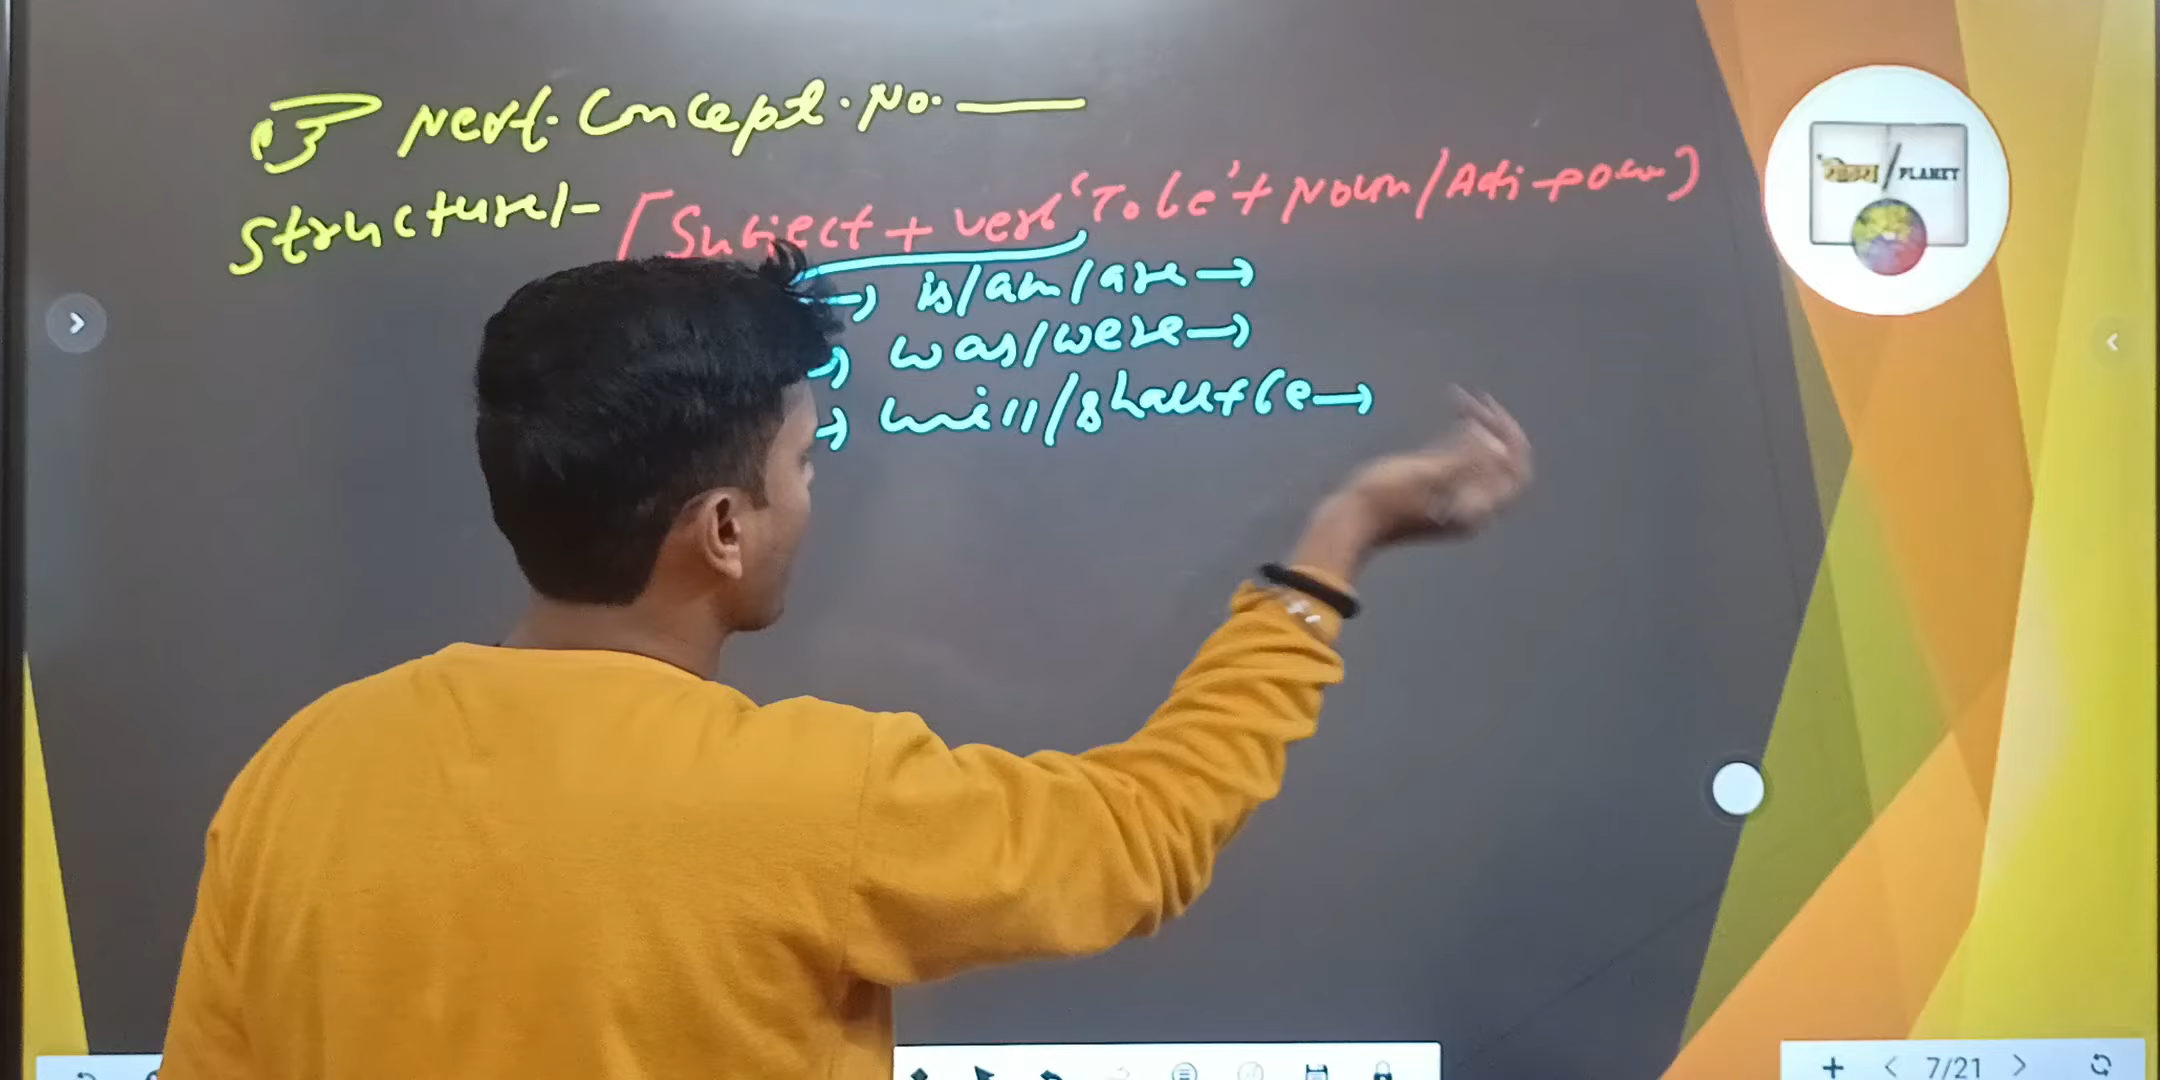 Next. Concept. No. ——
Structure:- [Subject + verb 'To be' + Noun/Adj
→ is/am/are →
→ was/were →
→ will/shall + be →
PLANET
7/21